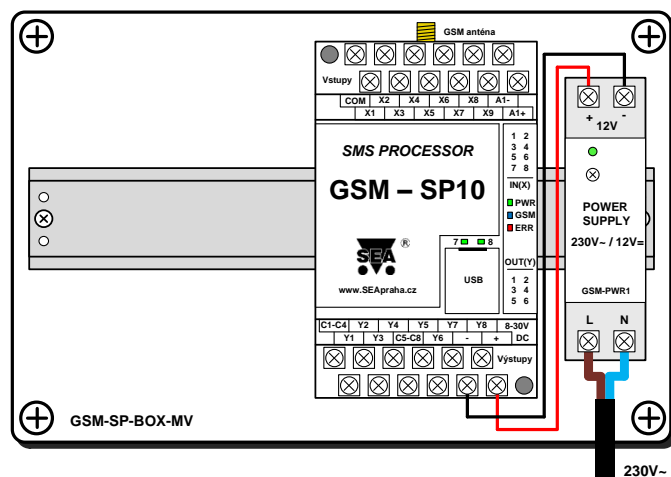 GSM anténa
Vstupy
COM X2 X4 X6 X8 A1-
X1 X3 X5 X7 X9 A1+
SMS PROCESSOR
GSM – SP10
SEA ®
www.SEApraha.cz
1 2
3 4
5 6
7 8
IN(X)
PWR
GSM
ERR
7 8
USB
OUT(Y)
1 2
3 4
5 6
C1-C4 Y2 Y4 Y5 Y7 Y8 8-30V
Y1 Y3 C5-C8 Y6 - + DC
Výstupy
+ -
12V
POWER
SUPPLY
230V~ / 12V=
GSM-PWR1
L N
GSM-SP-BOX-MV
230V~